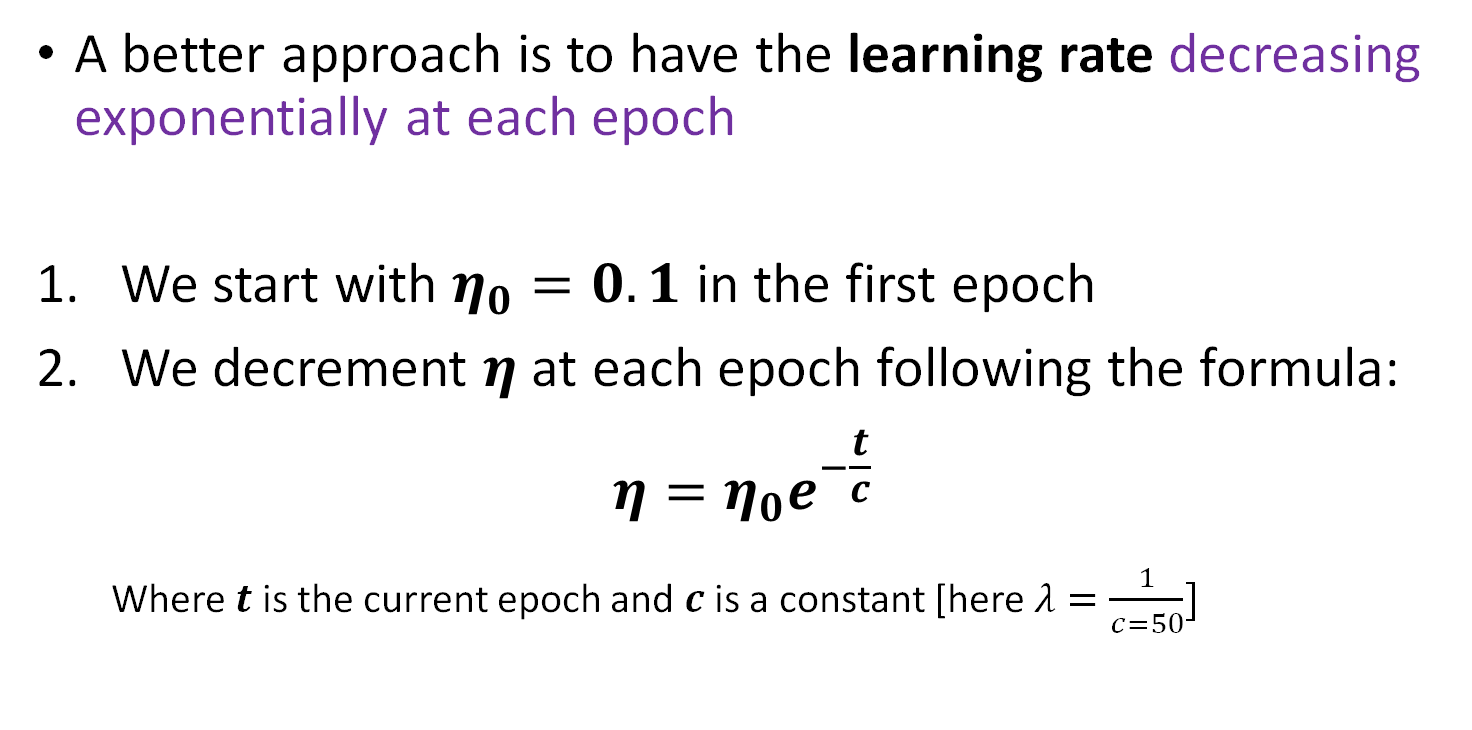 • A better approach is to have the learning rate decreasing
exponentially at each epoch
1. We start with η₀ = 0.1 in the first epoch
2. We decrement η at each epoch following the formula:
η = η₀e^(-t/c)
Where t is the current epoch and c is a constant [here λ = 1/(c=50)]